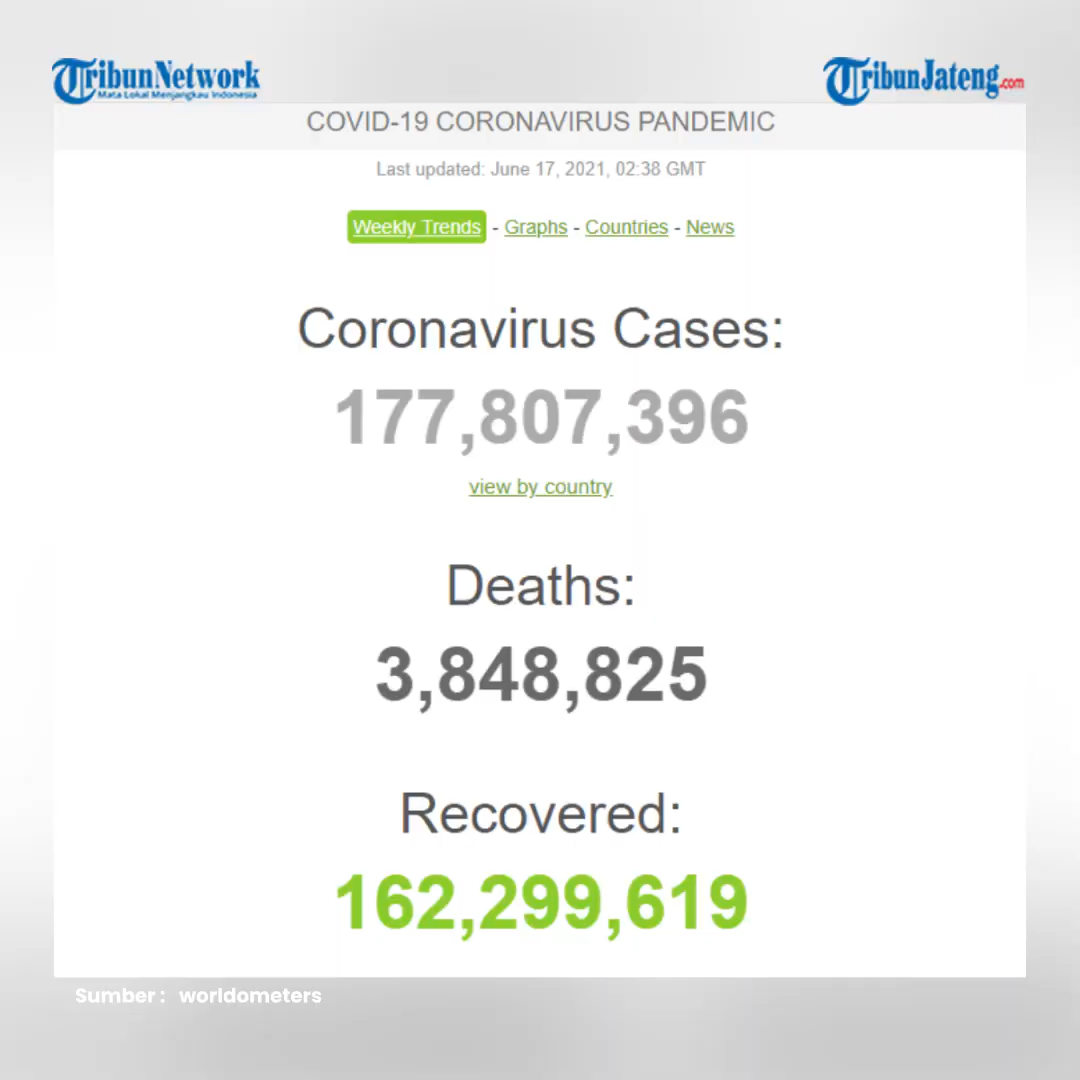 TribunNetwork
Mata Lokal Menjangkau Indonesia
TribunJateng.com
COVID-19 CORONAVIRUS PANDEMIC
Last updated: June 17, 2021, 02:38 GMT
Weekly Trends - Graphs - Countries - News
Coronavirus Cases:
177,807,396
view by country
Deaths:
3,848,825
Recovered:
162,299,619
Sumber : worldometers